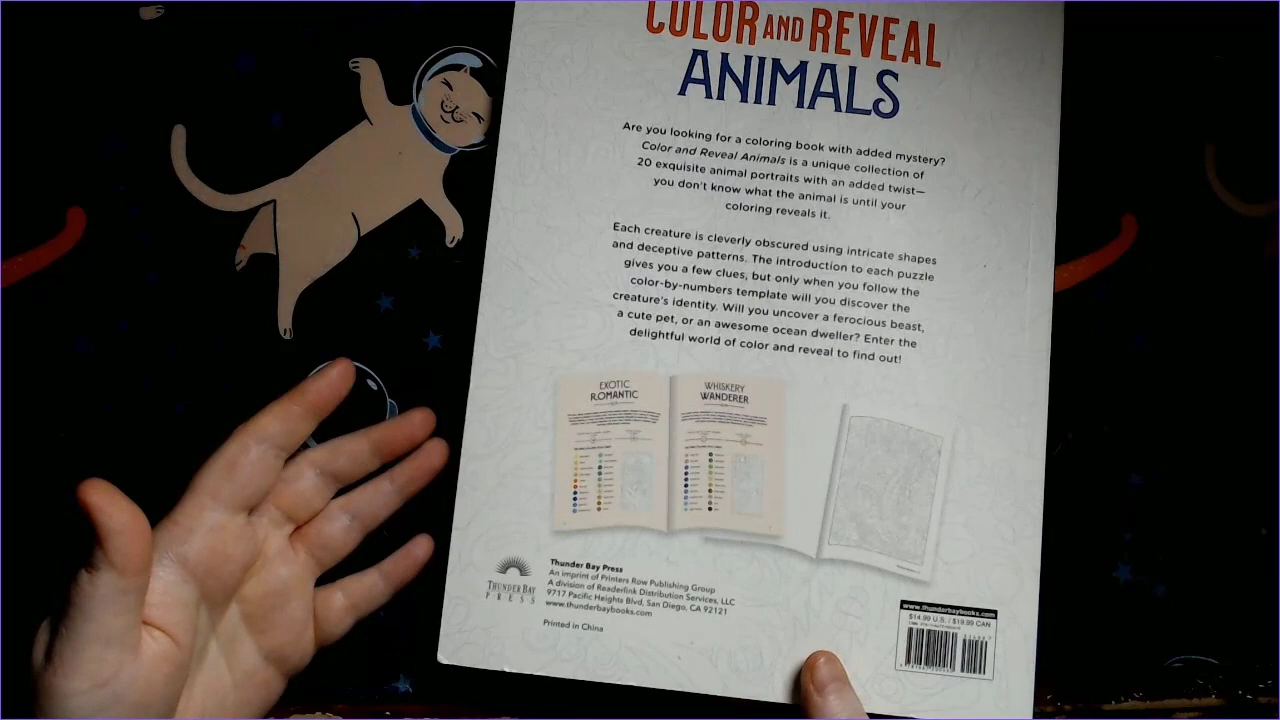 COLOR AND REVEAL
ANIMALS
Are you looking for a coloring book with added mystery?
Color and Reveal Animals is a unique collection of
20 exquisite animal portraits with an added twist—
you don't know what the animal is until your
coloring reveals it.
Each creature is cleverly obscured using intricate shapes
and deceptive patterns. The introduction to each puzzle
gives you a few clues, but only when you follow the
color-by-numbers template will you discover the
creature's identity. Will you uncover a ferocious beast,
a cute pet, or an awesome ocean dweller? Enter the
delightful world of color and reveal to find out!
EXOTIC
ROMANTIC
WHISKERY
WANDERER
THUNDER BAY
PRESS
Thunder Bay Press
An imprint of Printers Row Publishing Group
A division of Readerlink Distribution Services, LLC
9717 Pacific Heights Blvd, San Diego, CA 92121
www.thunderbaybooks.com
Printed in China
www.thunderbaybooks.com
$14.99 U.S. / $19.99 CAN